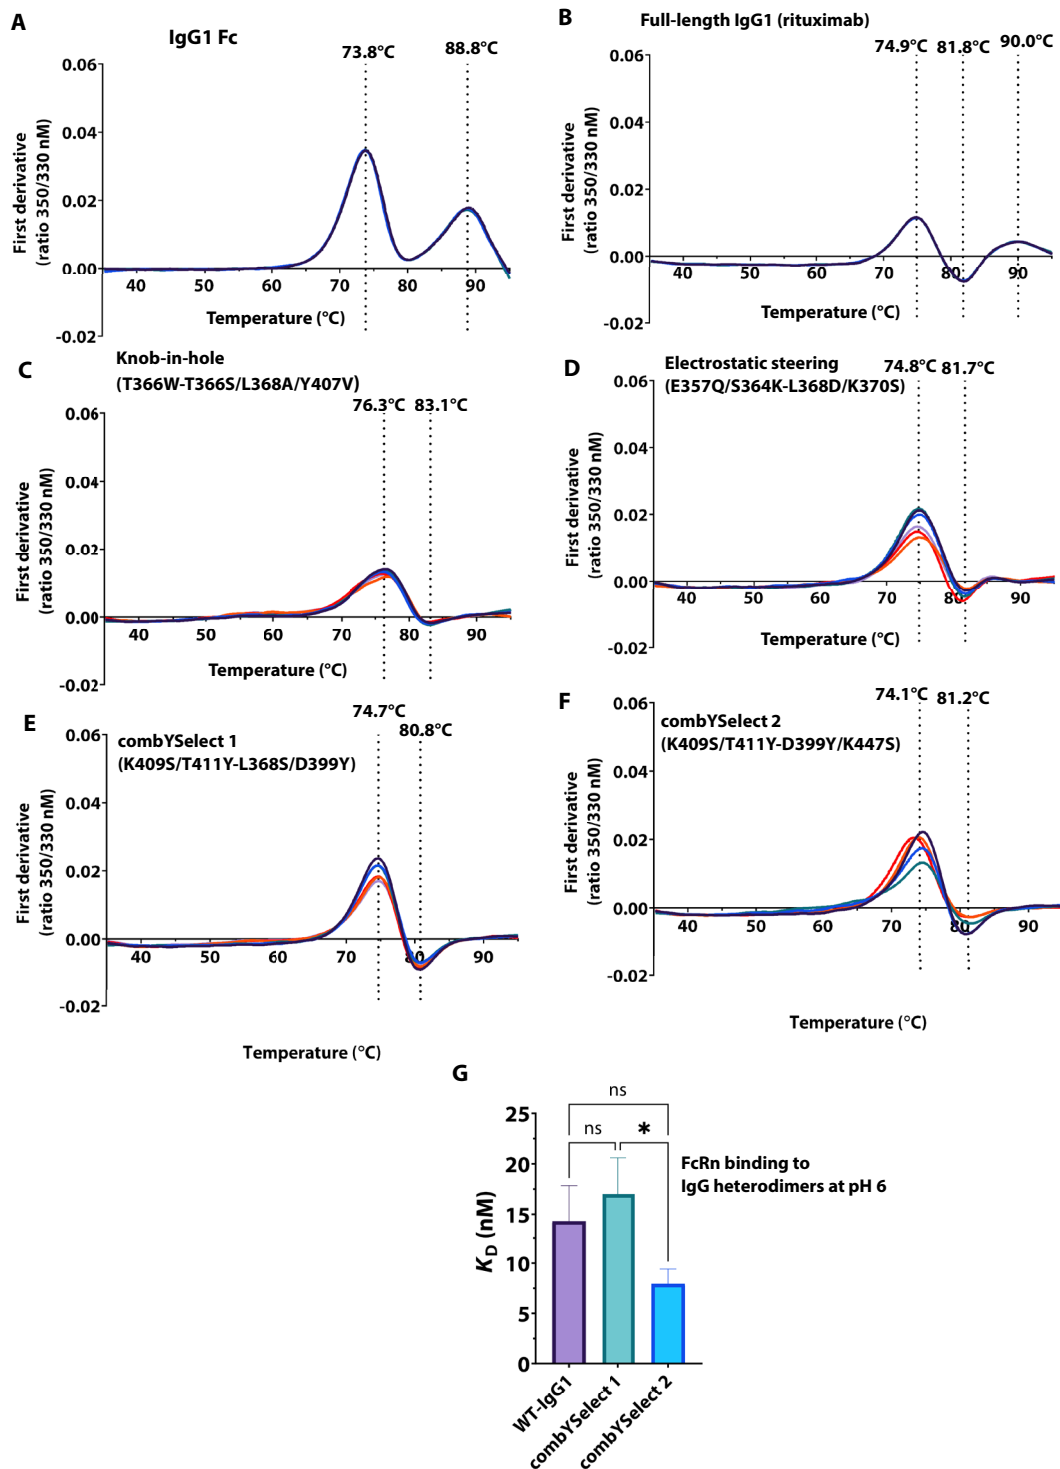 A
IgG1 Fc
73.8°C
88.8°C
0.06
0.04
0.02
0.00
-0.02
40
50
60
70
80
90
First derivative
(ratio 350/330 nM)
Temperature (°C)
B
Full-length IgG1 (rituximab)
74.9°C
81.8°C
90.0°C
0.06
0.04
0.02
0.00
-0.02
40
50
60
70
80
90
First derivative
(ratio 350/330 nM)
Temperature (°C)
C
Knob-in-hole
(T366W-T366S/L368A/Y407V)
76.3°C
83.1°C
0.06
0.04
0.02
0.00
-0.02
40
50
60
70
80
90
First derivative
(ratio 350/330 nM)
Temperature (°C)
D
Electrostatic steering
(E357Q/S364K-L368D/K370S)
74.8°C
81.7°C
0.06
0.04
0.02
0.00
-0.02
40
50
60
70
80
90
First derivative
(ratio 350/330 nM)
Temperature (°C)
E
combYSelect 1
(K409S/T411Y-L368S/D399Y)
74.7°C
80.8°C
0.06
0.04
0.02
0.00
-0.02
40
50
60
70
80
90
First derivative
(ratio 350/330 nM)
Temperature (°C)
F
combYSelect 2
(K409S/T411Y-D399Y/K447S)
74.1°C
81.2°C
0.06
0.04
0.02
0.00
-0.02
40
50
60
70
80
90
First derivative
(ratio 350/330 nM)
Temperature (°C)
G
ns
ns
*
FcRn binding to
IgG heterodimers at pH 6
25
20
15
10
5
0
KD (nM)
WT-IgG1
combYSelect 1
combYSelect 2